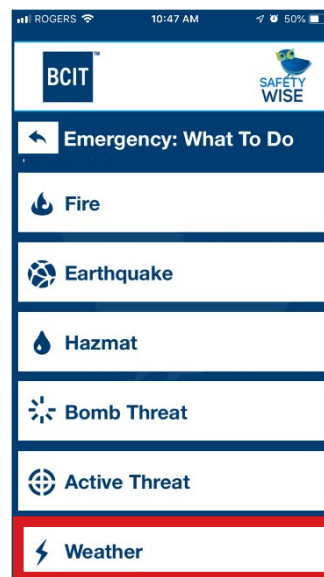 ROGERS 10:47 AM 50%
BCIT™
SAFETY
WISE
Emergency: What To Do
Fire
Earthquake
Hazmat
Bomb Threat
Active Threat
Weather